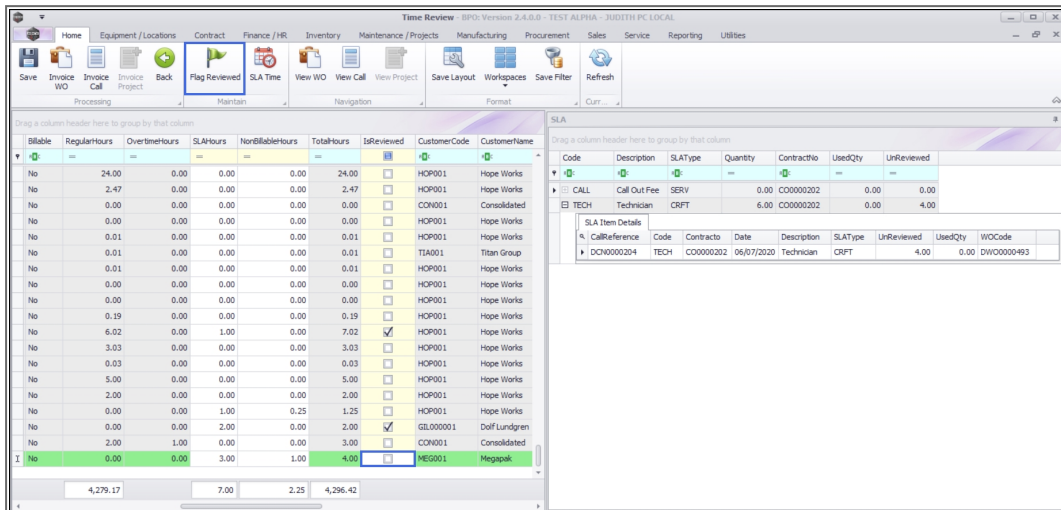 Time Review - BPO: Version 2.4.0.0 - TEST ALPHA - JUDITH PC LOCAL
Home Equipment / Locations Contract Finance / HR Inventory Maintenance / Projects Manufacturing Procurement Sales Service Reporting Utilities
Save Invoice WO Invoice Call Invoice Project Back Flag Reviewed SLA Time View WO View Call View Project Save Layout Workspaces Save Filter Refresh
Processing Maintain Navigation Format Curr ...
Drag a column header here to group by that column
Billable RegularHours OvertimeHours SLAHours NonBillableHours TotalHours IsReviewed CustomerCode CustomerName
= = = = =
No 24.00 0.00 0.00 0.00 24.00 HOP001 Hope Works
No 2.47 0.00 0.00 0.00 2.47 HOP001 Hope Works
No 0.00 0.00 0.00 0.00 0.00 CON001 Consolidated
No 0.00 0.00 0.00 0.00 0.00 HOP001 Hope Works
No 0.01 0.00 0.00 0.00 0.01 HOP001 Hope Works
No 0.01 0.00 0.00 0.00 0.01 TIA001 Titan Group
No 0.01 0.00 0.00 0.00 0.01 HOP001 Hope Works
No 0.00 0.00 0.00 0.00 0.00 HOP001 Hope Works
No 0.19 0.00 0.00 0.00 0.19 HOP001 Hope Works
No 6.02 0.00 1.00 0.00 7.02 HOP001 Hope Works
No 3.03 0.00 0.00 0.00 3.03 HOP001 Hope Works
No 0.03 0.00 0.00 0.00 0.03 HOP001 Hope Works
No 5.00 0.00 0.00 0.00 5.00 HOP001 Hope Works
No 2.00 0.00 0.00 0.00 2.00 HOP001 Hope Works
No 0.00 0.00 1.00 0.25 1.25 HOP001 Hope Works
No 0.00 0.00 2.00 0.00 2.00 GIL000001 Dolf Lundgren
No 2.00 1.00 0.00 0.00 3.00 CON001 Consolidated
No 0.00 0.00 3.00 1.00 4.00 MEG001 Megapak
4,279.17 7.00 2.25 4,296.42
SLA
Drag a column header here to group by that column
Code Description SLAType Quantity ContractNo UsedQty UnReviewed
= = =
CALL Call Out Fee SERV 0.00 CO0000202 0.00 0.00
TECH Technician CRFT 6.00 CO0000202 0.00 4.00
SLA Item Details
CallReference Code Contracto Date Description SLAType UnReviewed UsedQty WOCode
DCN0000204 TECH CO0000202 06/07/2020 Technician CRFT 4.00 0.00 DWO0000493